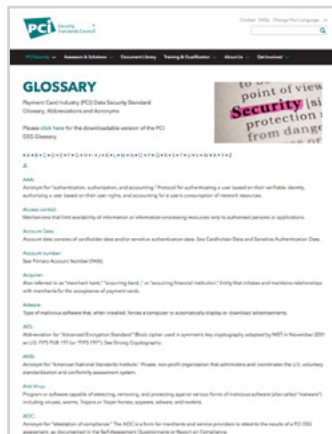 PCI Security Standards Council
Contact FAQs Change Your Language
PCI Security Assessors & Solutions Document Library Training & Qualification About Us Get Involved
GLOSSARY
Payment Card Industry (PCI) Data Security Standard
Glossary, Abbreviations and Acronyms
Please click here for the downloadable version of the PCI
DSS Glossary.
to be
point of view
Security
protection
from dange
A
AAA:
Acronym for "authentication, authorization, and accounting." Protocol for authenticating a user based on their verifiable identity,
authorizing a user based on their user rights, and accounting for a user's consumption of network resources.
Access control:
Mechanisms that limit availability of information or information-processing resources only to authorized persons or applications.
Account Data:
Account data consists of cardholder data and/or sensitive authentication data. See Cardholder Data and Sensitive Authentication Data.
Account number:
See Primary Account Number (PAN).
Acquirer:
Also referred to as "merchant bank," "acquiring bank," or "acquiring financial institution." Entity that initiates and maintains relationships
with merchants for the acceptance of payment cards.
Adware:
Type of malicious software that, when installed, forces a computer to automatically display or download advertisements.
AES:
Abbreviation for "Advanced Encryption Standard." Block cipher used in symmetric key cryptography adopted by NIST in November 2001
as U.S. FIPS PUB 197 (or "FIPS 197"). See Strong Cryptography.
ANSI:
Acronym for "American National Standards Institute." Private, non-profit organization that administers and coordinates the U.S. voluntary
standardization and conformity assessment system.
Anti-Virus:
Program or software capable of detecting, removing, and protecting against various forms of malicious software (also called "malware")
including viruses, worms, Trojans or Trojan horses, spyware, adware, and rootkits.
AOC:
Acronym for "attestation of compliance." The AOC is a form for merchants and service providers to attest to the results of a PCI DSS
assessment, as documented in the Self-Assessment Questionnaire or Report on Compliance.